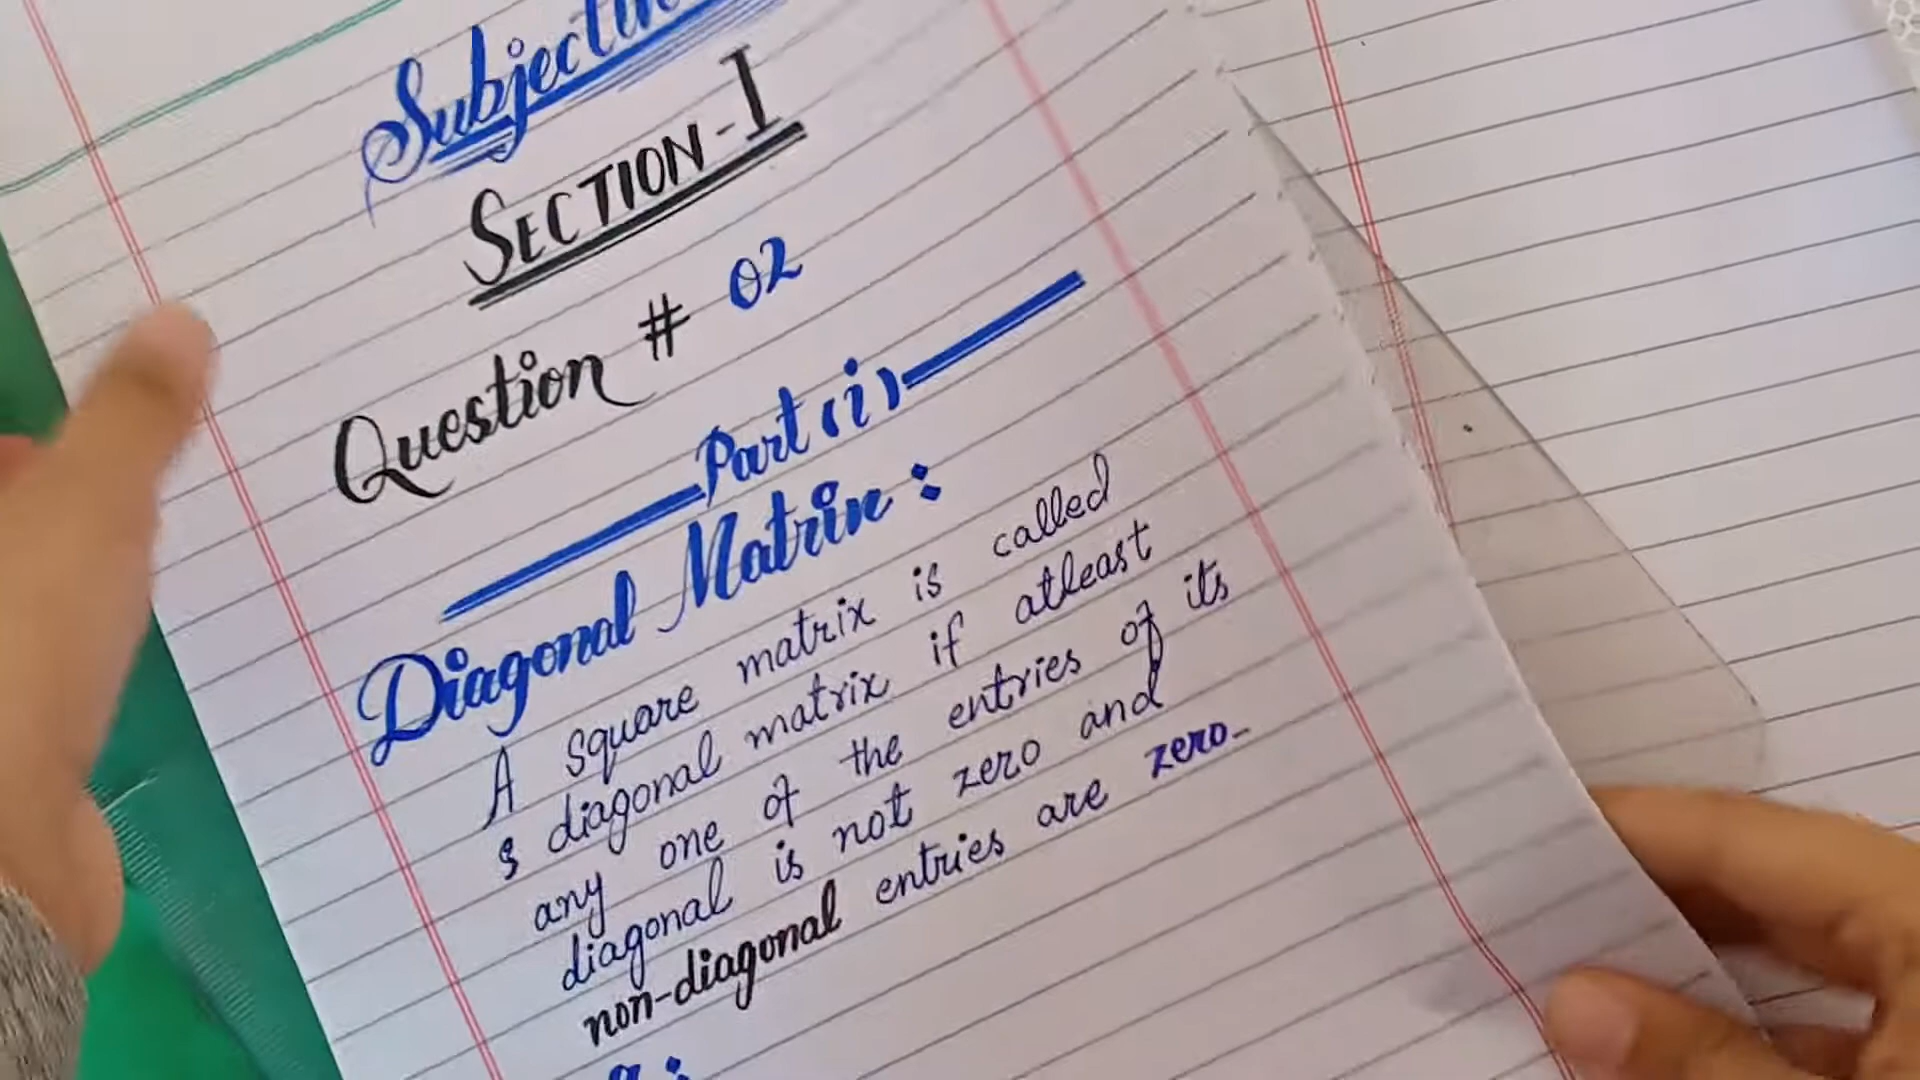 SECTION-I
Question # 02
Part (i)
Diagonal Matrix:
A square matrix is called
diagonal matrix if atleast
any one of the entries of its
diagonal is not zero and
non-diagonal entries are zero-